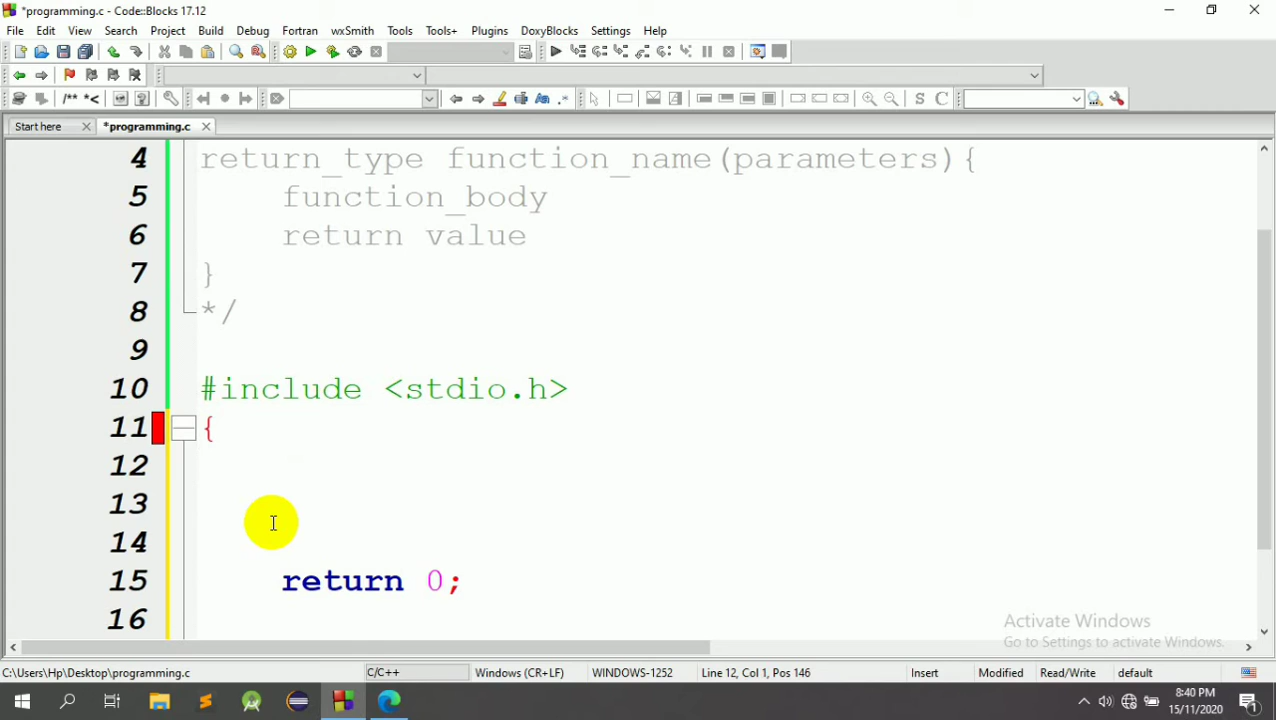 *programming.c - Code::Blocks 17.12
File Edit View Search Project Build Debug Fortran wxSmith Tools Tools+ Plugins DoxyBlocks Settings Help
/** *<
S C
Start here *programming.c
4 return_type function_name(parameters){
5 function_body
6 return value
7 }
8 */
9
10 #include <stdio.h>
11 {
12
13
14
15 return 0;
16
Activate Windows
Go to Settings to activate Windows.
C:\Users\Hp\Desktop\programming.c C/C++ Windows (CR+LF) WINDOWS-1252 Line 12, Col 1, Pos 146 Insert Modified Read/Write default
8:40 PM
15/11/2020